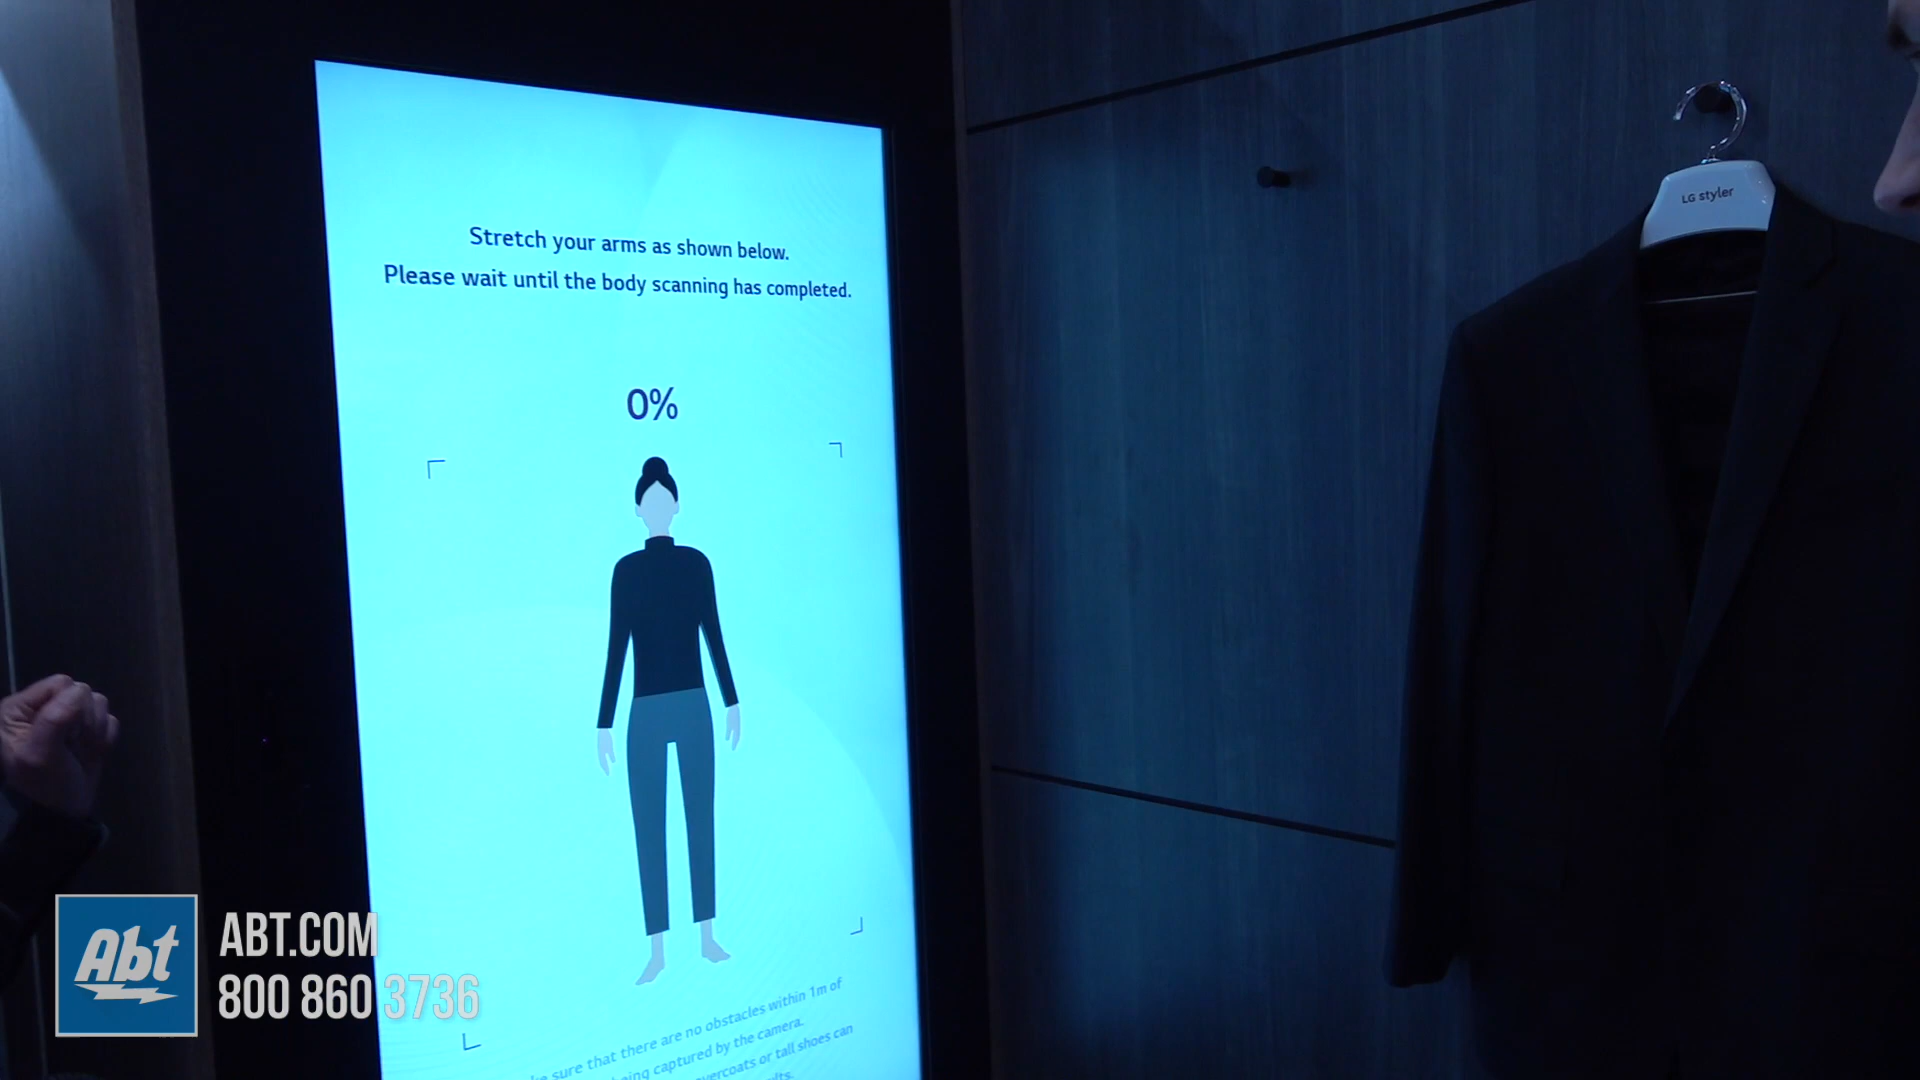 Stretch your arms as shown below.
Please wait until the body scanning has completed.
0%
LG styler
sure that there are no obstacles within 1m of
being captured by the camera.
overcoats or tall shoes can
Abt
ABT.COM
800 860 3736